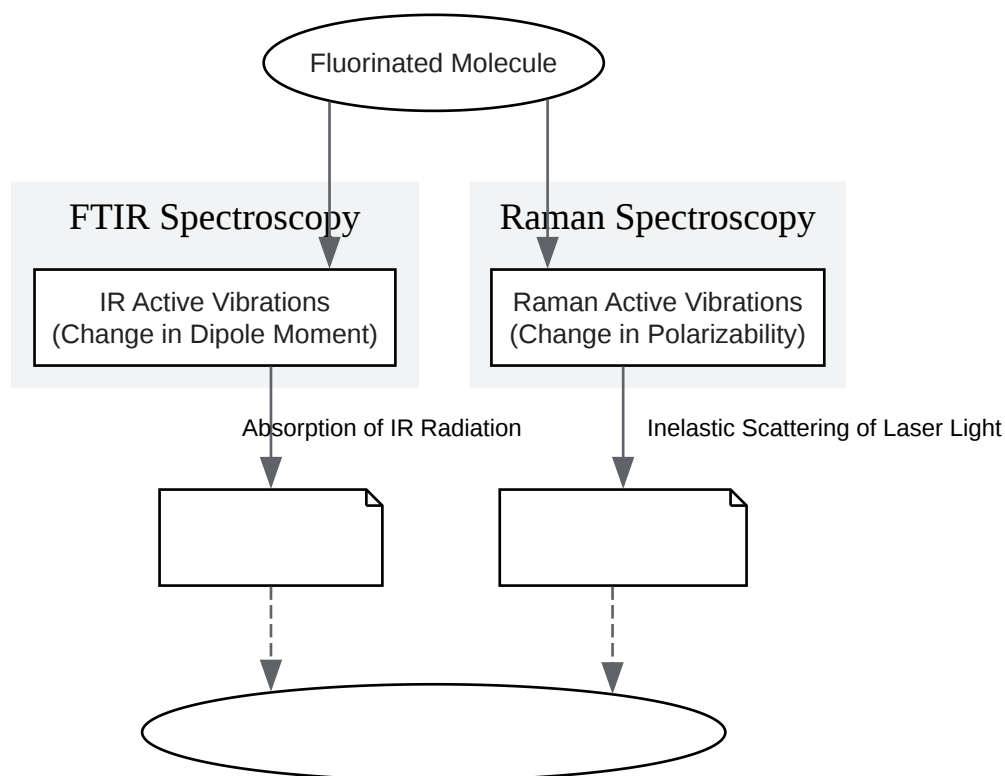 Fluorinated Molecule
FTIR Spectroscopy
Raman Spectroscopy
IR Active Vibrations
(Change in Dipole Moment)
Raman Active Vibrations
(Change in Polarizability)
Absorption of IR Radiation
Inelastic Scattering of Laser Light